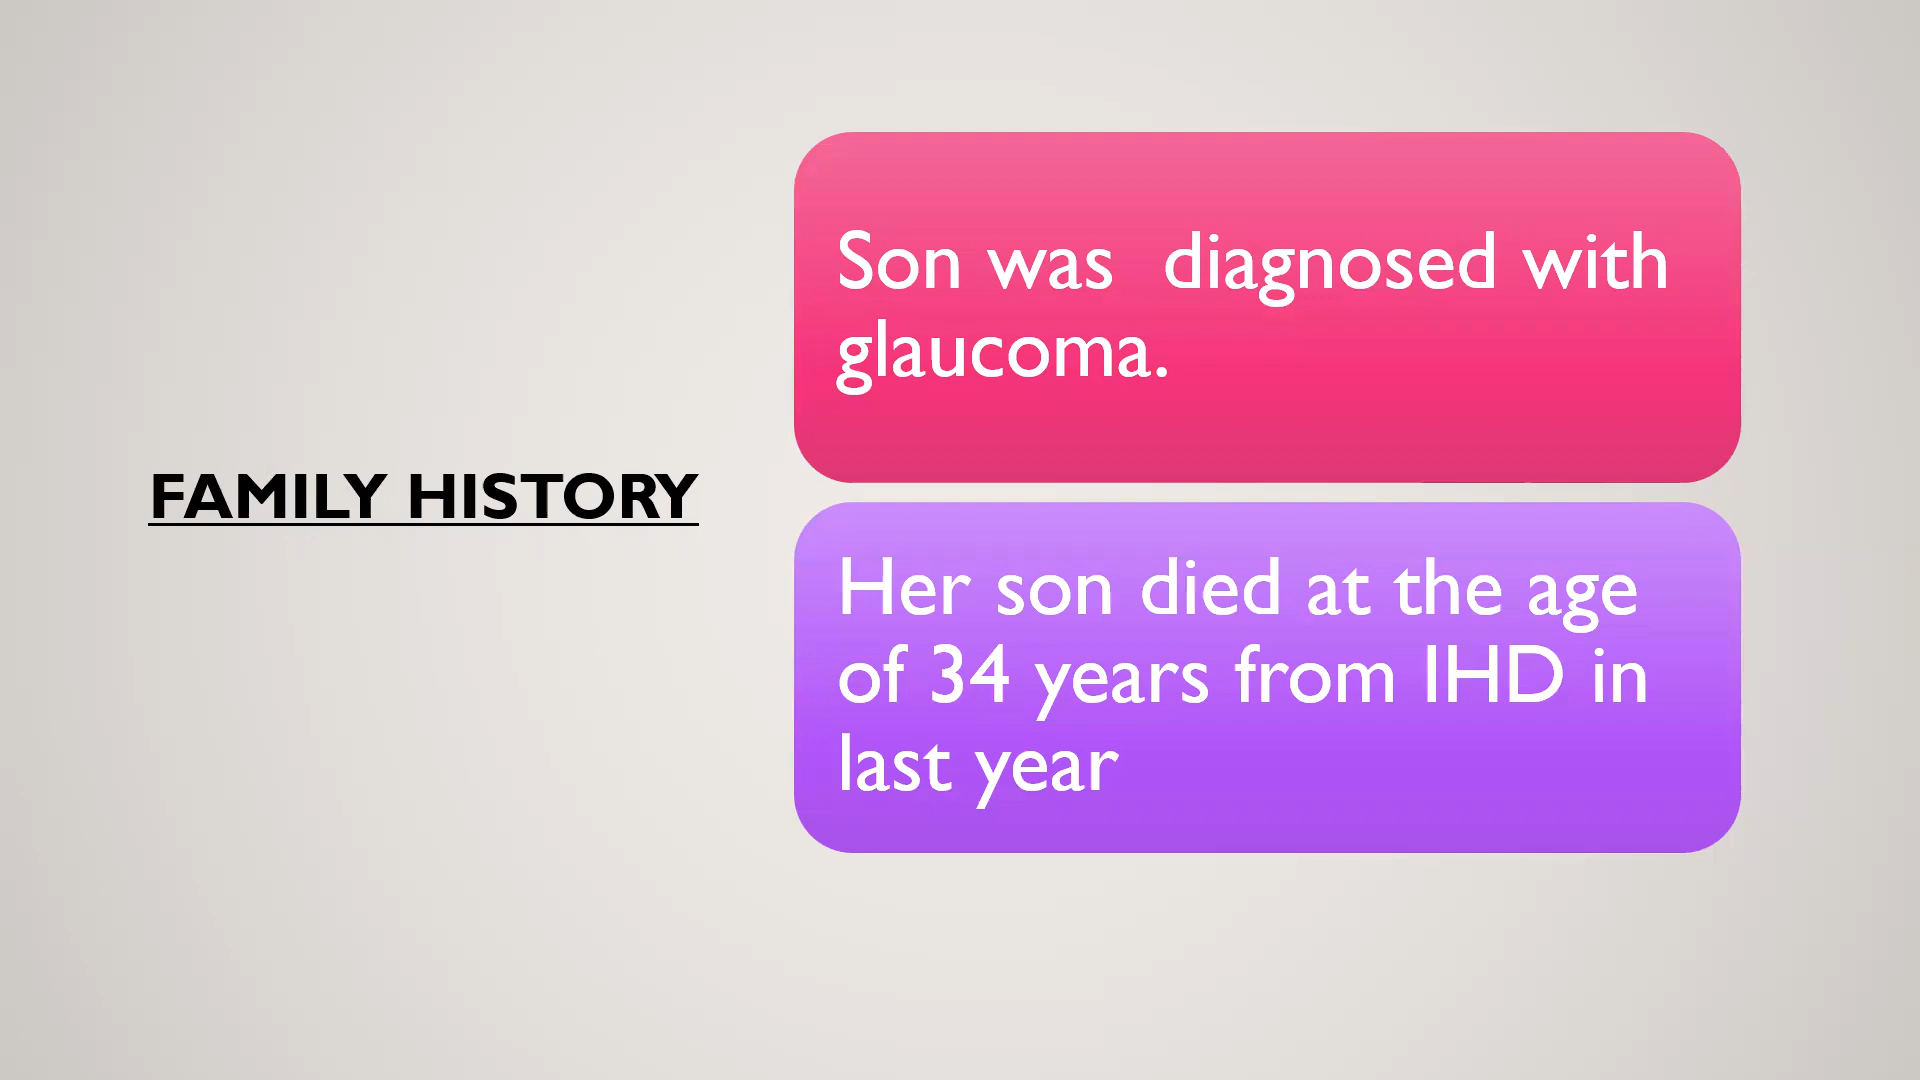 FAMILY HISTORY
Son was  diagnosed with
glaucoma.
Her son died at the age
of 34 years from IHD in
last year